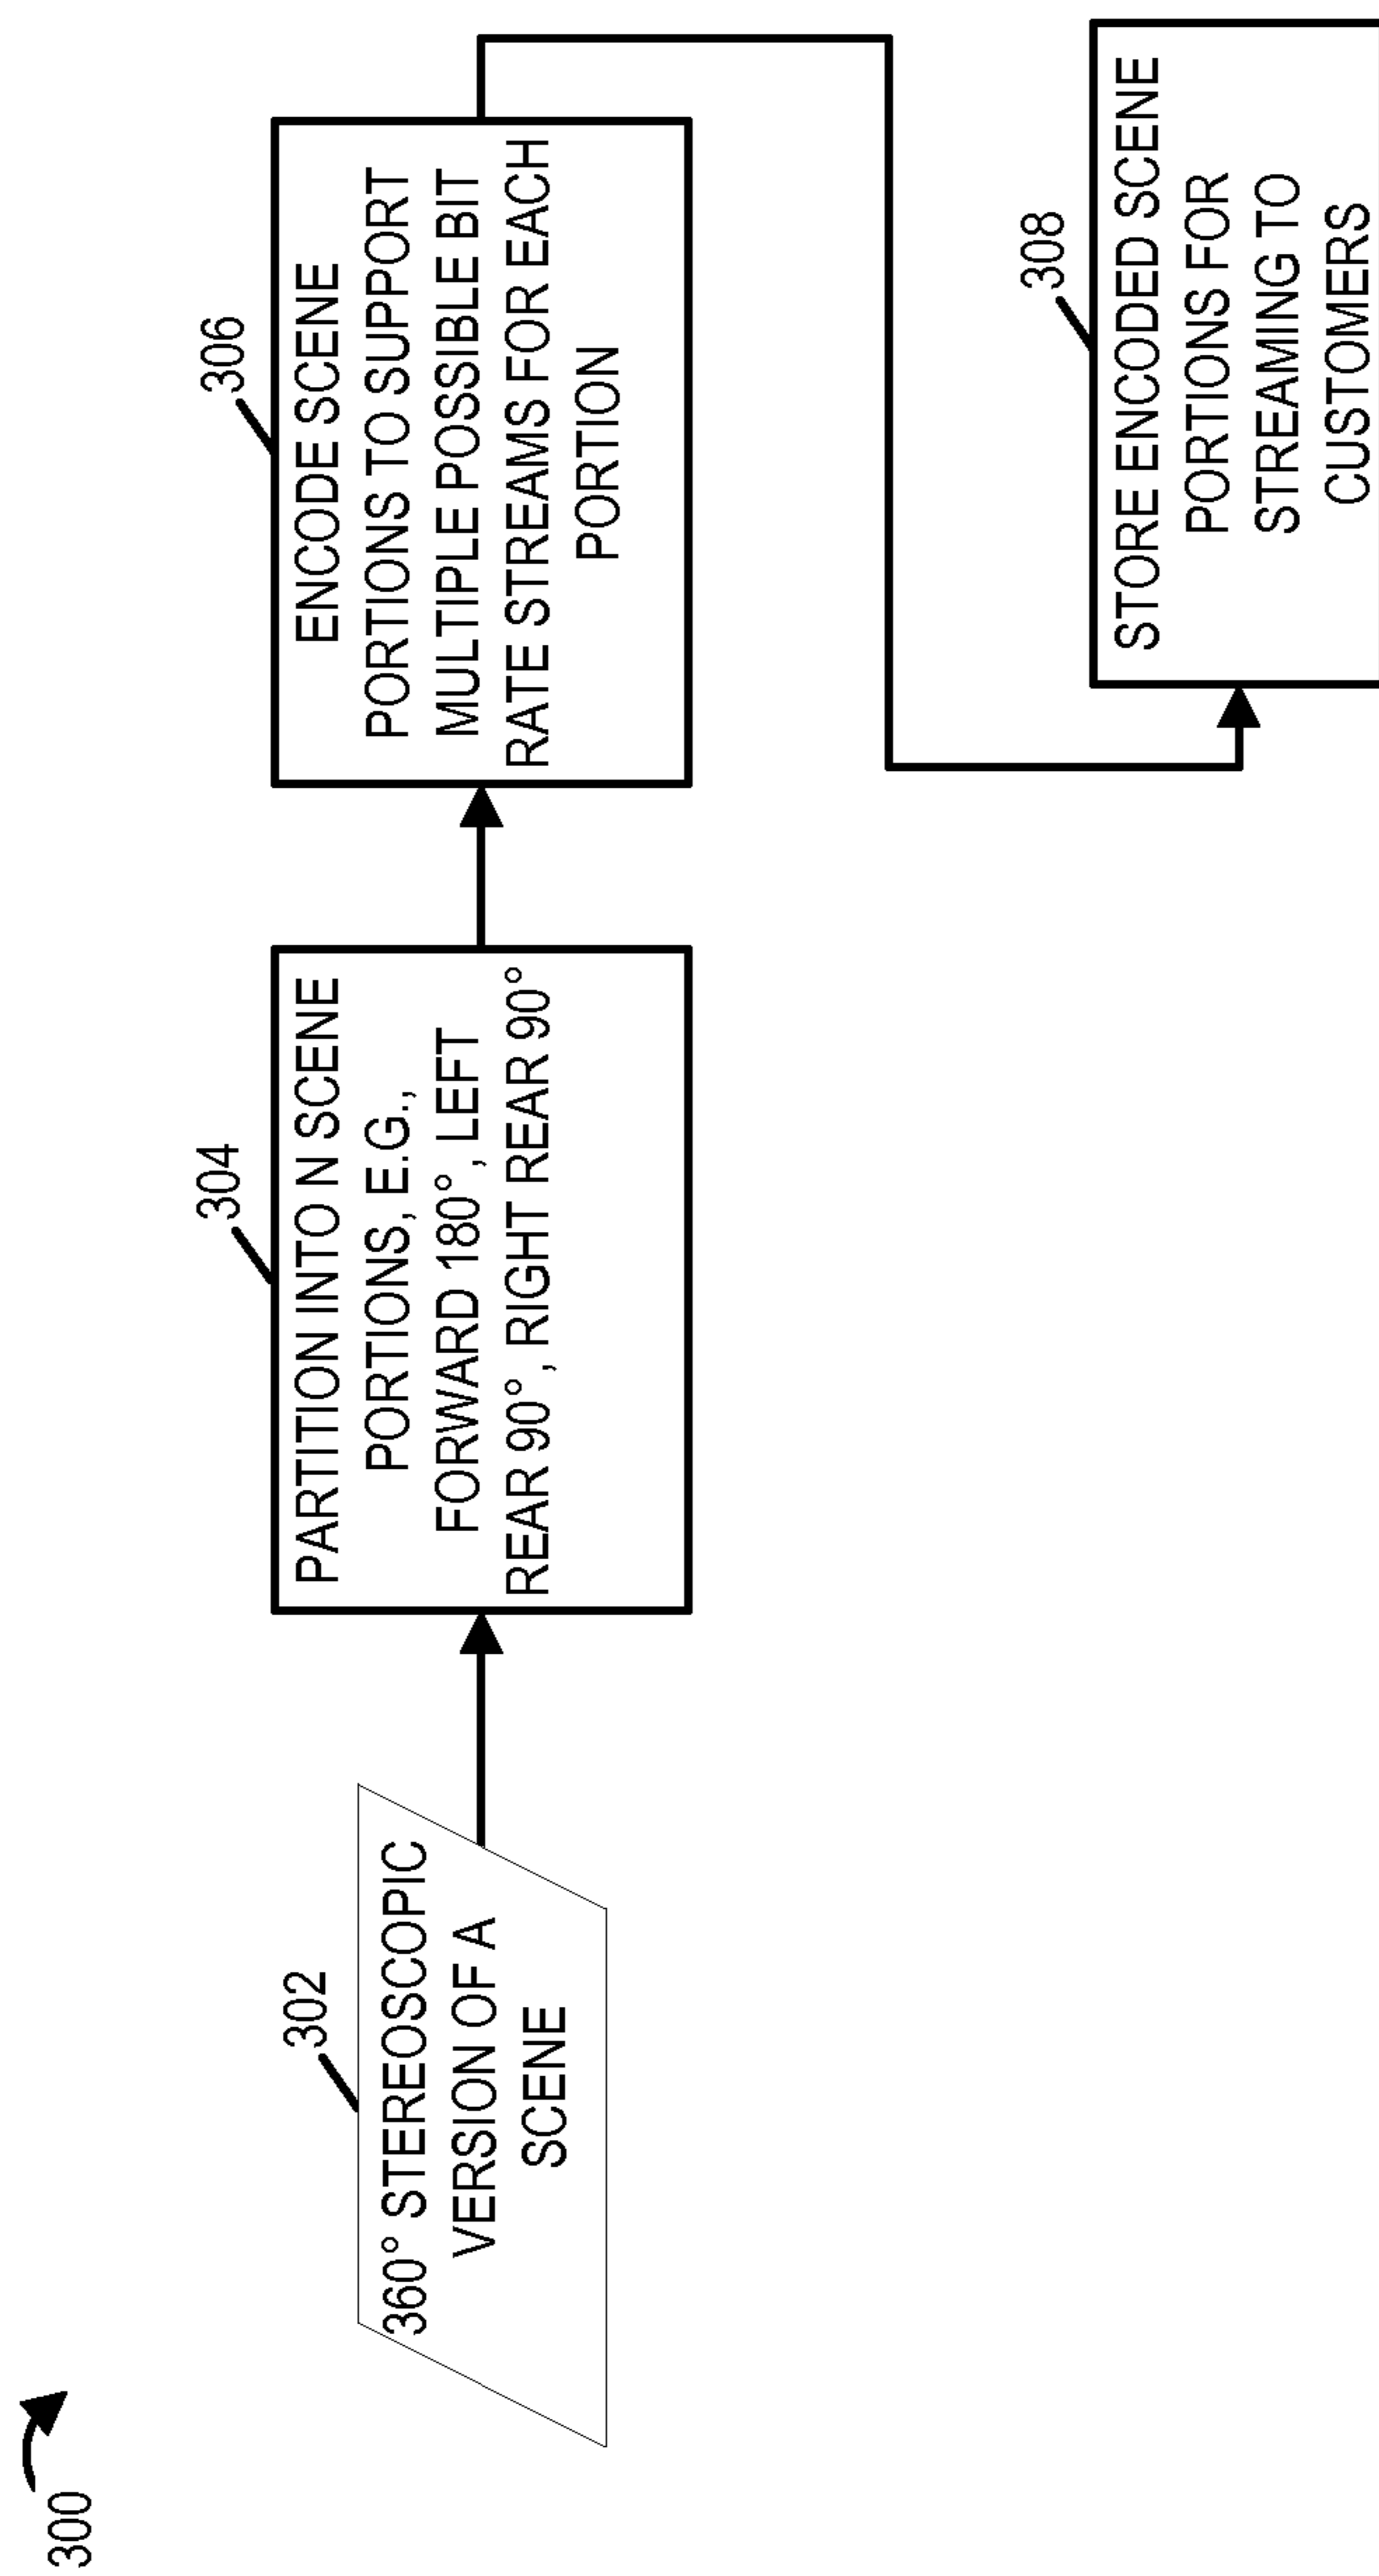 300
302
360° STEREOSCOPIC
VERSION OF A
SCENE
304
PARTITION INTO N SCENE
PORTIONS, E.G.,
FORWARD 180°, LEFT
REAR 90°, RIGHT REAR 90°
306
ENCODE SCENE
PORTIONS TO SUPPORT
MULTIPLE POSSIBLE BIT
RATE STREAMS FOR EACH
PORTION
308
STORE ENCODED SCENE
PORTIONS FOR
STREAMING TO
CUSTOMERS